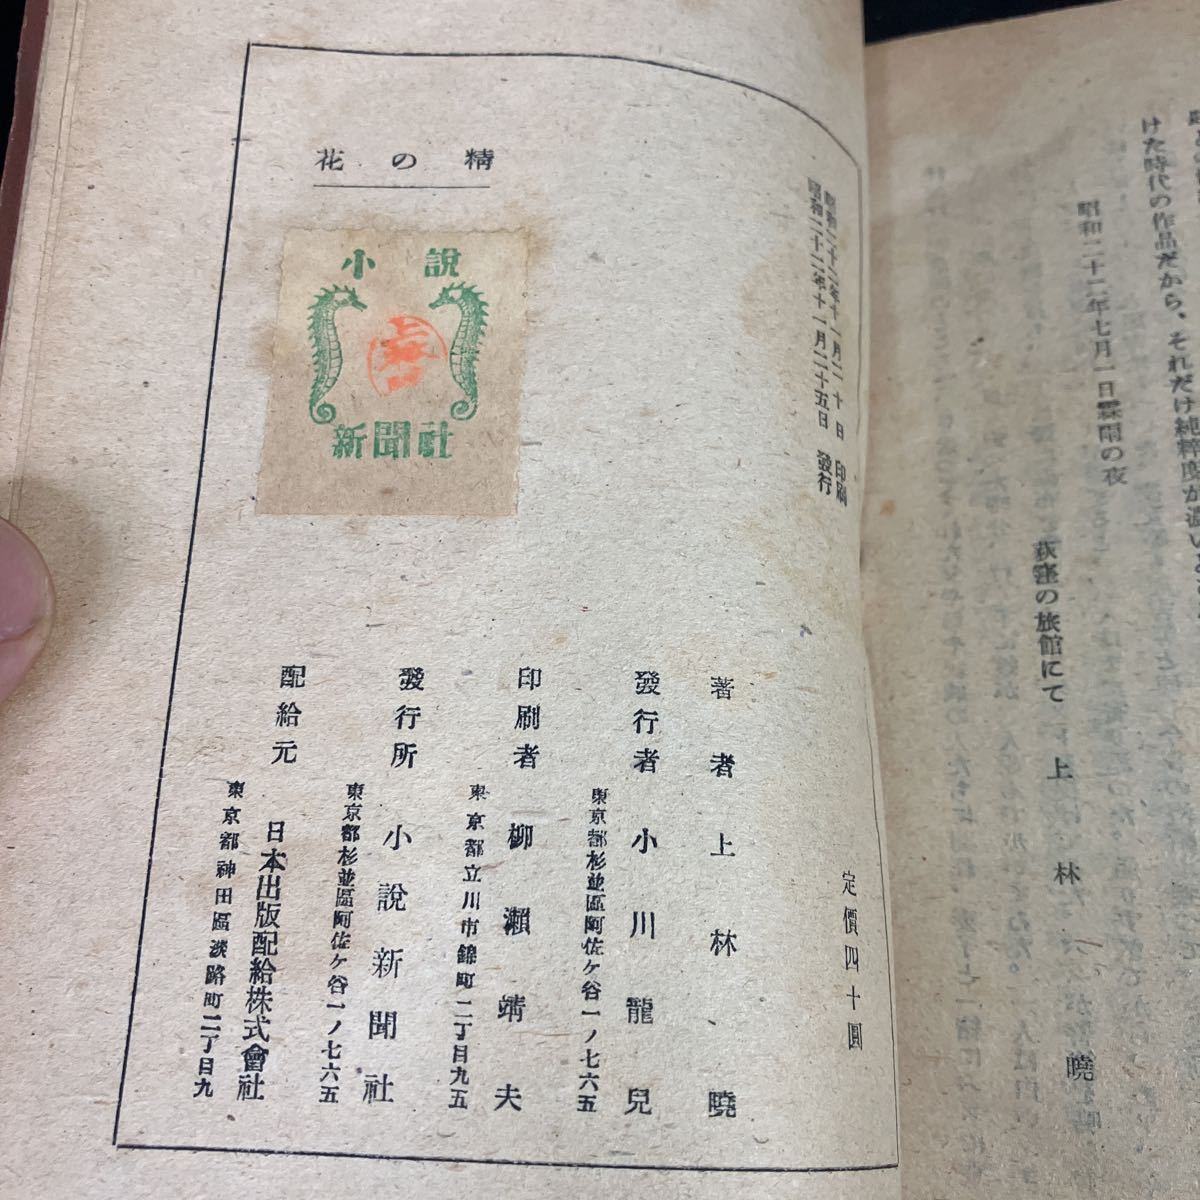 けた時代の作品だから、それだけ純粹度が濃いと
昭和二十二年七月一日霖雨の夜
荻窪の旅館にて
上林曉
花の精
小說
新聞社
昭和二十二年十一月二十日 印刷
昭和二十二年十一月二十五日 發行
定價四十圓
著者 上林曉
發行者 小川龍兒
東京都杉並區阿佐ケ谷一ノ七六五
印刷者 柳瀨靖夫
東京都立川市錦町二丁目九五
發行所 小說新聞社
東京都杉並區阿佐ケ谷一ノ七六五
配給元 日本出版配給株式會社
東京都神田區淡路町二丁目九